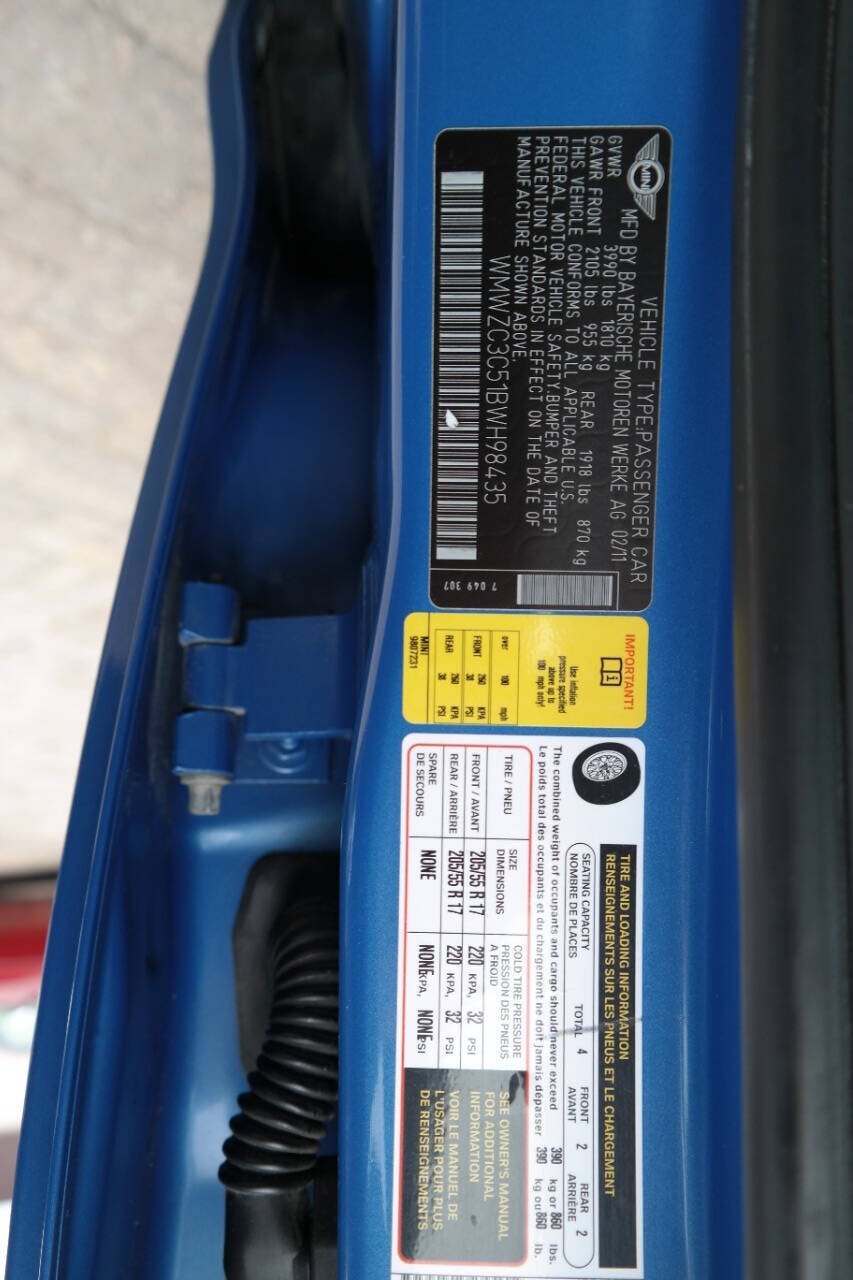 MINI
VEHICLE TYPE:PASSENGER CAR
MFD BY BAYERISCHE MOTOREN WERKE AG 02/11
GVWR 3990 lbs 1810 kg
GAWR FRONT 2105 lbs 955 kg REAR 1918 lbs 870 kg
THIS VEHICLE CONFORMS TO ALL APPLICABLE U.S.
FEDERAL MOTOR VEHICLE SAFETY,BUMPER AND THEFT
PREVENTION STANDARDS IN EFFECT ON THE DATE OF
MANUFACTURE SHOWN ABOVE.
WMWZC3C51BWH98435
7 049 307
IMPORTANT!
Use inflation
pressure specified
above up to
100 mph only!
over 100 mph
FRONT 260 KPA 38 PSI
REAR 260 KPA 38 PSI
MINI
9807231
TIRE AND LOADING INFORMATION
RENSEIGNEMENTS SUR LES PNEUS ET LE CHARGEMENT
SEATING CAPACITY
NOMBRE DE PLACES
TOTAL 4
FRONT
AVANT
2
REAR
ARRIÈRE
2
The combined weight of occupants and cargo should never exceed 390 kg or 860 lbs.
Le poids total des occupants et du chargement ne doit jamais dépasser 390 kg ou 860 lb.
TIRE / PNEU
SIZE
DIMENSIONS
COLD TIRE PRESSURE
PRESSION DES PNEUS
A FROID
FRONT / AVANT 205/55 R 17 220 KPA, 32 PSI
REAR / ARRIÈRE 205/55 R 17 220 KPA, 32 PSI
SPARE
DE SECOURS
NONE NONE KPA, NONE PSI
SEE OWNER'S MANUAL
FOR ADDITIONAL
INFORMATION
VOIR LE MANUEL DE
L'USAGER POUR PLUS
DE RENSEIGNEMENTS